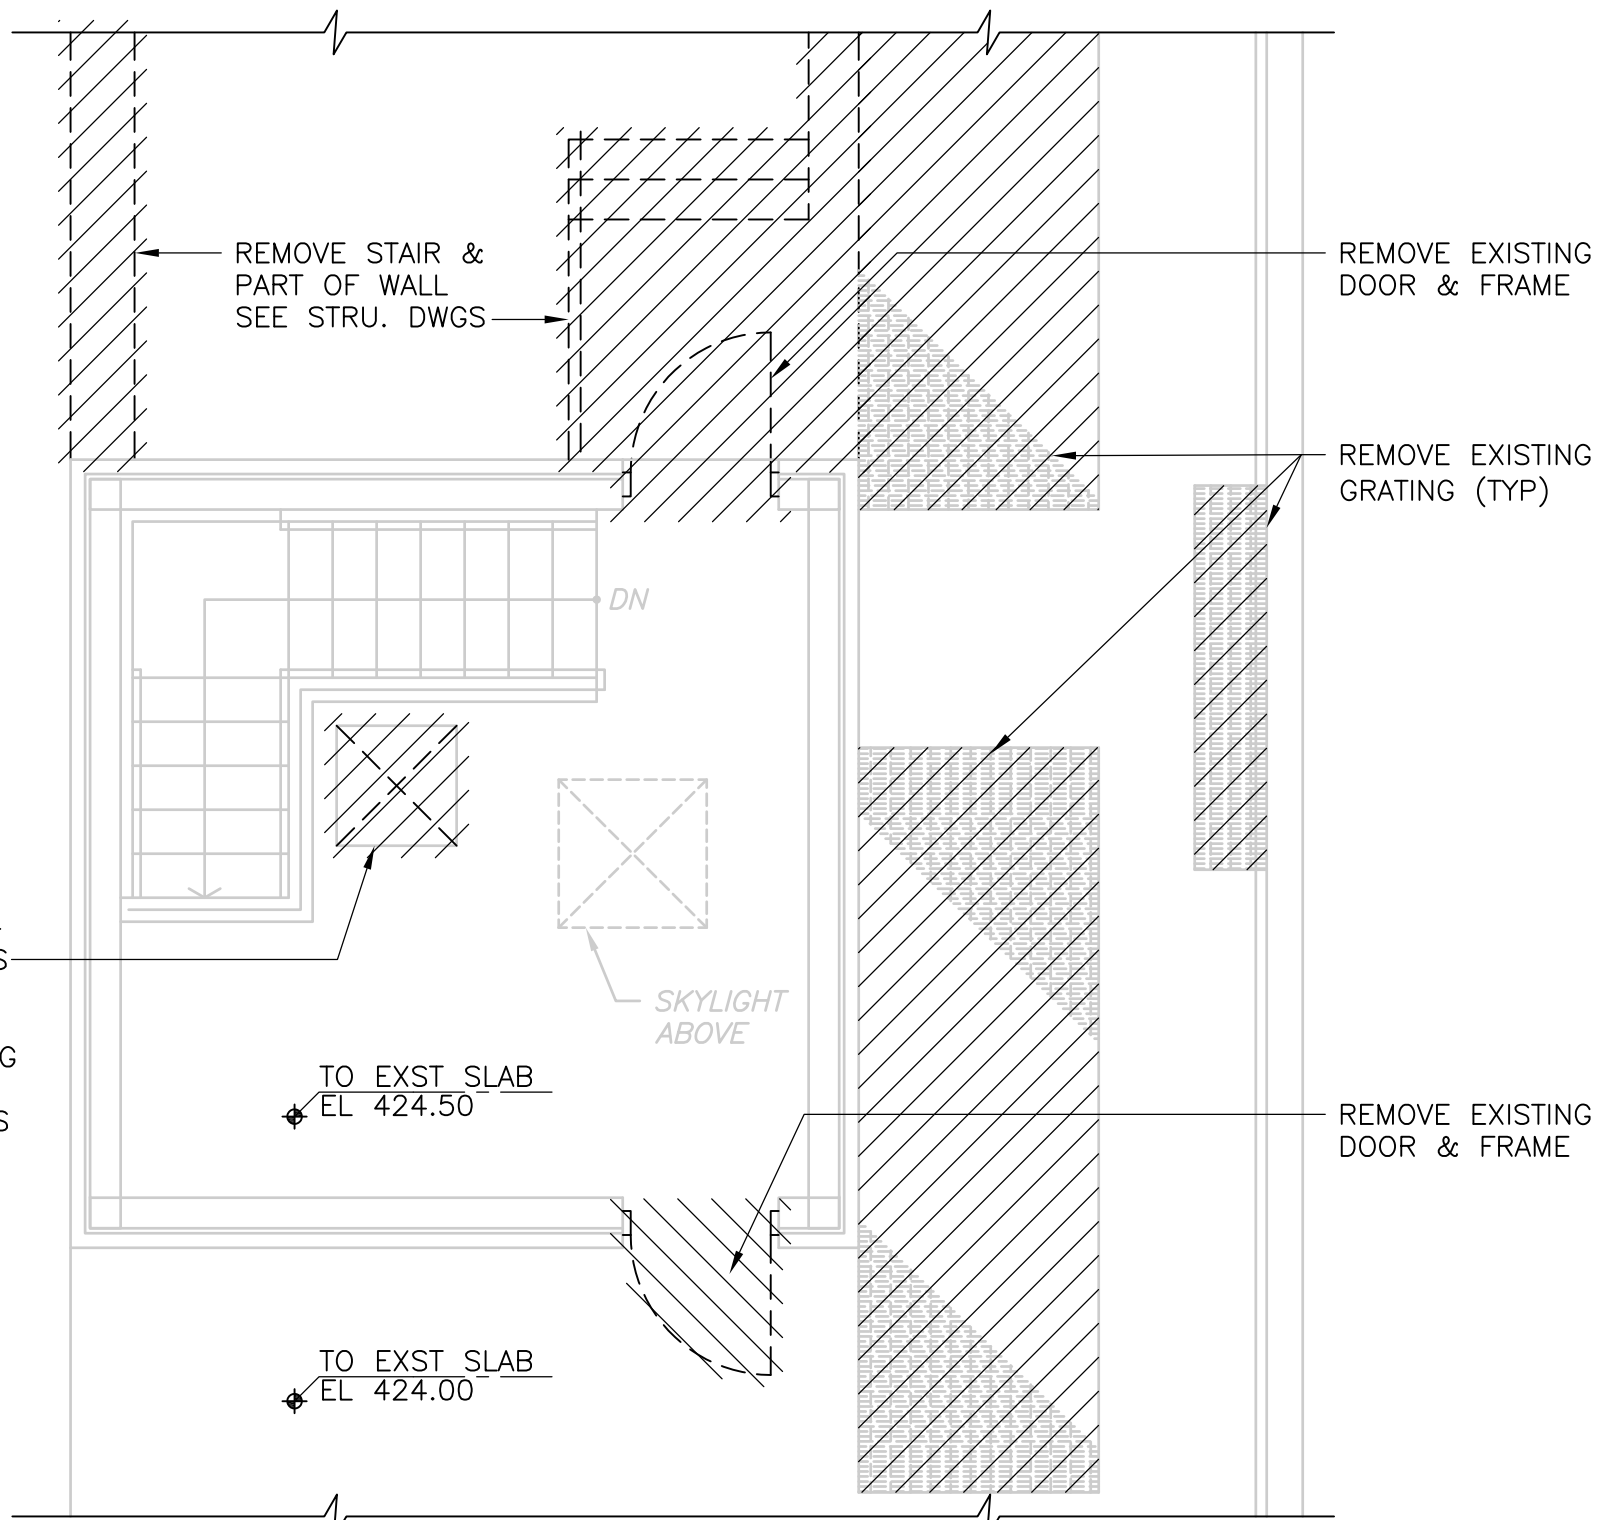 REMOVE STAIR &
PART OF WALL
SEE STRU. DWGS
REMOVE EXISTING
DOOR & FRAME
REMOVE EXISTING
GRATING (TYP)
DN
SKYLIGHT
ABOVE
TO EXST SLAB
EL 424.50
REMOVE EXISTING
DOOR & FRAME
TO EXST SLAB
EL 424.00